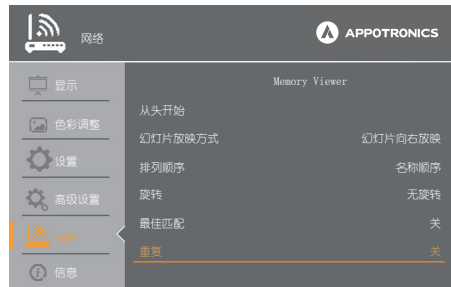 网络
APPOTRONICS
显示
色彩调整
设置
高级设置
网络
信息
Memory Viewer
从头开始
幻灯片放映方式 幻灯片向右放映
排列顺序 名称顺序
旋转 无旋转
最佳匹配 关
重复 关